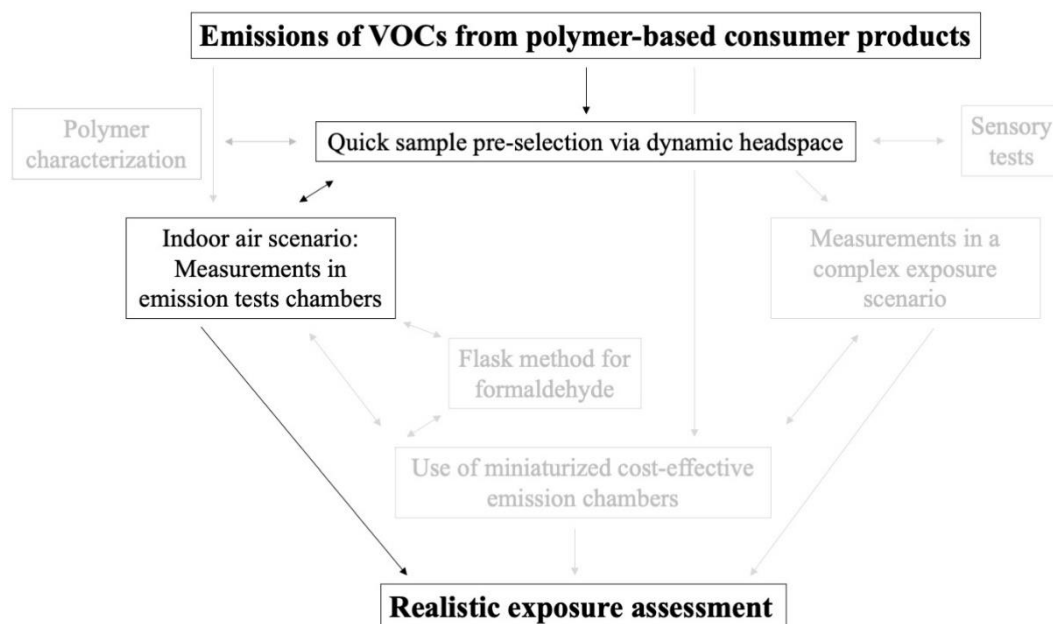 Emissions of VOCs from polymer-based consumer products
Polymer
characterization
Quick sample pre-selection via dynamic headspace
Sensory
tests
Indoor air scenario:
Measurements in
emission tests chambers
Measurements in a
complex exposure
scenario
Flask method for
formaldehyde
Use of miniaturized cost-effective
emission chambers
Realistic exposure assessment